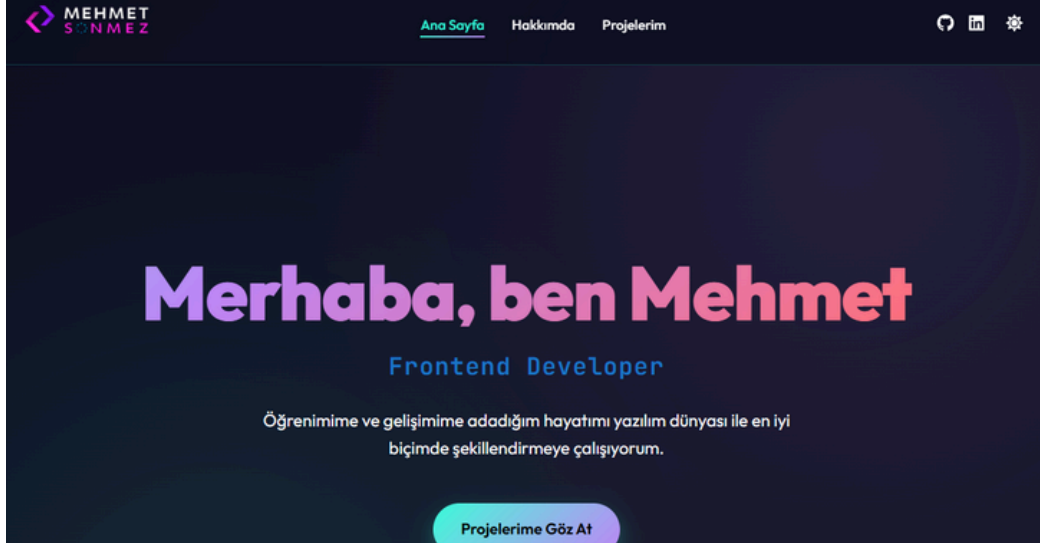 MEHMET
SÖNMEZ
Ana Sayfa Hakkımda Projelerim
Merhaba, ben Mehmet
Frontend Developer
Öğrenimime ve gelişimime adadığım hayatımı yazılım dünyası ile en iyi
biçimde şekillendirmeye çalışıyorum.
Projelerime Göz At